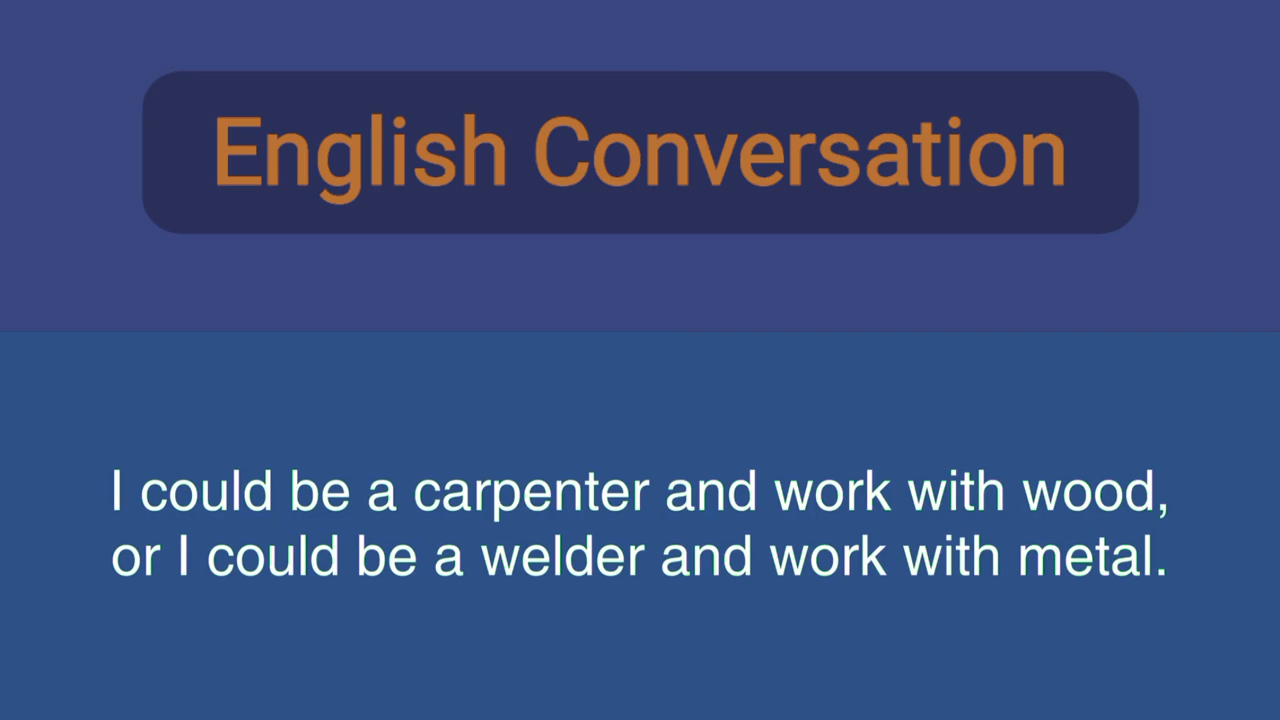 English Conversation
I could be a carpenter and work with wood,
or I could be a welder and work with metal.